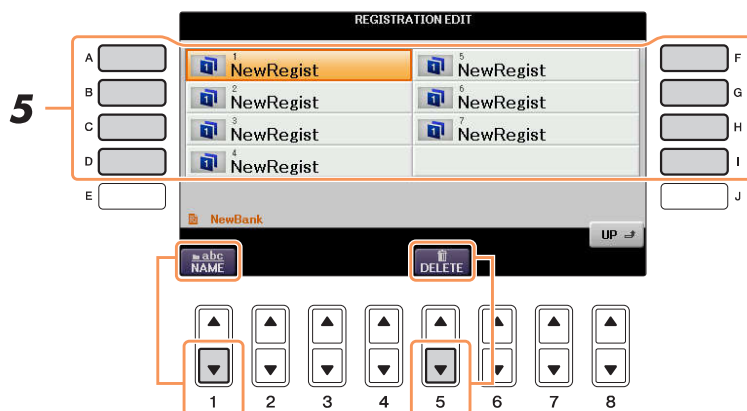 REGISTRATION EDIT
5
A
B
C
D
E
1 NewRegist
2 NewRegist
3 NewRegist
4 NewRegist
5 NewRegist
6 NewRegist
7 NewRegist
F
G
H
I
J
NewBank
UP
abc
NAME
DELETE
1 2 3 4 5 6 7 8